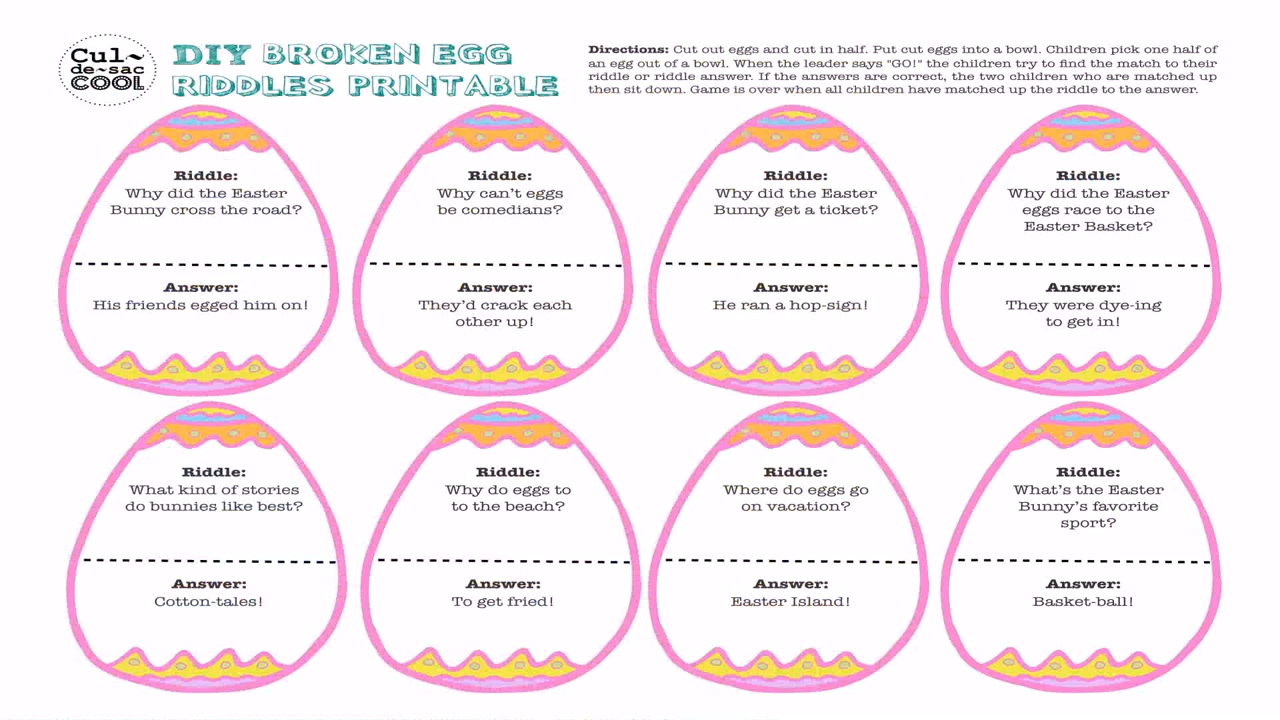 Cul~
de~sac
COOL
DIY BROKEN EGG
RIDDLES PRINTABLE
Directions: Cut out eggs and cut in half. Put cut eggs into a bowl. Children pick one half of
an egg out of a bowl. When the leader says "GO!" the children try to find the match to their
riddle or riddle answer. If the answers are correct, the two children who are matched up
then sit down. Game is over when all children have matched up the riddle to the answer.
Riddle:
Why did the Easter
Bunny cross the road?
Answer:
His friends egged him on!
Riddle:
Why can't eggs
be comedians?
Answer:
They'd crack each
other up!
Riddle:
Why did the Easter
Bunny get a ticket?
Answer:
He ran a hop-sign!
Riddle:
Why did the Easter
eggs race to the
Easter Basket?
Answer:
They were dye-ing
to get in!
Riddle:
What kind of stories
do bunnies like best?
Answer:
Cotton-tales!
Riddle:
Why do eggs to
to the beach?
Answer:
To get fried!
Riddle:
Where do eggs go
on vacation?
Answer:
Easter Island!
Riddle:
What's the Easter
Bunny's favorite
sport?
Answer:
Basket-ball!